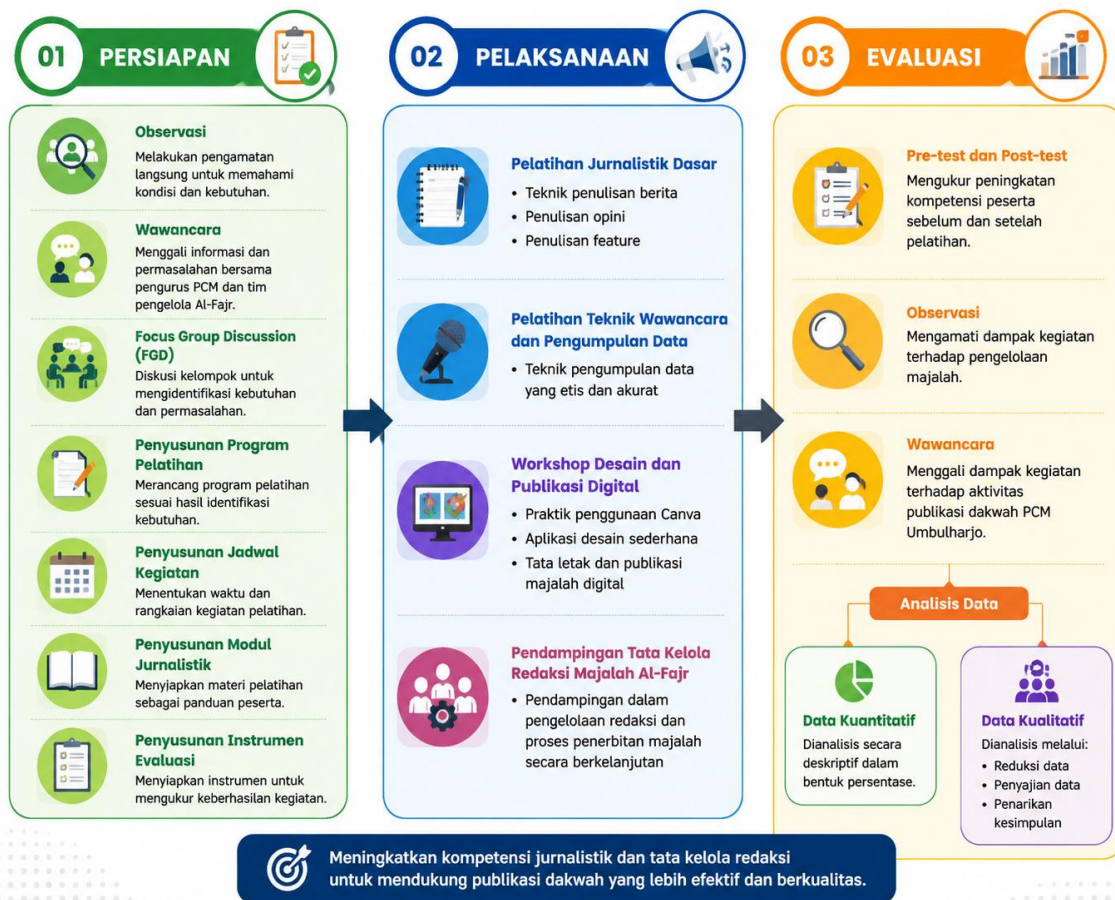 01 PERSIAPAN
Observasi
Melakukan pengamatan
langsung untuk memahami
kondisi dan kebutuhan.
Wawancara
Menggali informasi dan
permasalahan bersama
pengurus PCM dan tim
pengelola Al-Fajr.
Focus Group Discussion
(FGD)
Diskusi kelompok untuk
mengidentifikasi kebutuhan
dan permasalahan.
Penyusunan Program
Pelatihan
Merancang program pelatihan
sesuai hasil identifikasi
kebutuhan.
Penyusunan Jadwal
Kegiatan
Menentukan waktu dan
rangkaian kegiatan pelatihan.
Penyusunan Modul
Jurnalistik
Menyjapkan materi pelatihan
sebagai panduan peserta.
Penyusunan Instrumen
Evaluasi
Menyiapkan instrumen untuk
mengukur keberhasilan kegiatan.
02 PELAKSANAAN
Pelatihan Jurnalistik Dasar
• Teknik penulisan berita
• Penulisan opini
• Penulisan feature
Pelatihan Teknik Wawancara
dan Pengumpulan Data
• Teknik pengumpulan data
yang etis dan akurat
Workshop Desain dan
Publikasi Digital
• Praktik penggunaan Canva
• Aplikasi desain sederhana
• Tata letak dan publikasi
majalah digital
Pendampingan Tata Kelola
Redaksi Majalah Al-Fajr
• Pendampingan dalam
pengelolaan redaksi dan
proses penerbitan majalah
secara berkelanjutan
03 EVALUASI
Pre-test dan Post-test
Mengukur peningkatan
kompetensi peserta
sebelum dan setelah
pelatihan.
Observasi
Mengamati dampak kegiatan
terhadap pengelolaan
majalah.
Wawancara
Menggali dampak kegiatan
terhadap aktivitas
publikasi dakwah PCM
Umbulharjo.
Analisis Data
Data Kuantitatif
Dianalisis secara
deskriptif dalam
bentuk persentase.
Data Kualitatif
Dianalisis melalui:
• Reduksi data
• Penyajian data
• Penarikan
kesimpulan
Meningkatkan kompetensi jurnalistik dan tata kelola redaksi
untuk mendukung publikasi dakwah yang lebih efektif dan berkualitas.